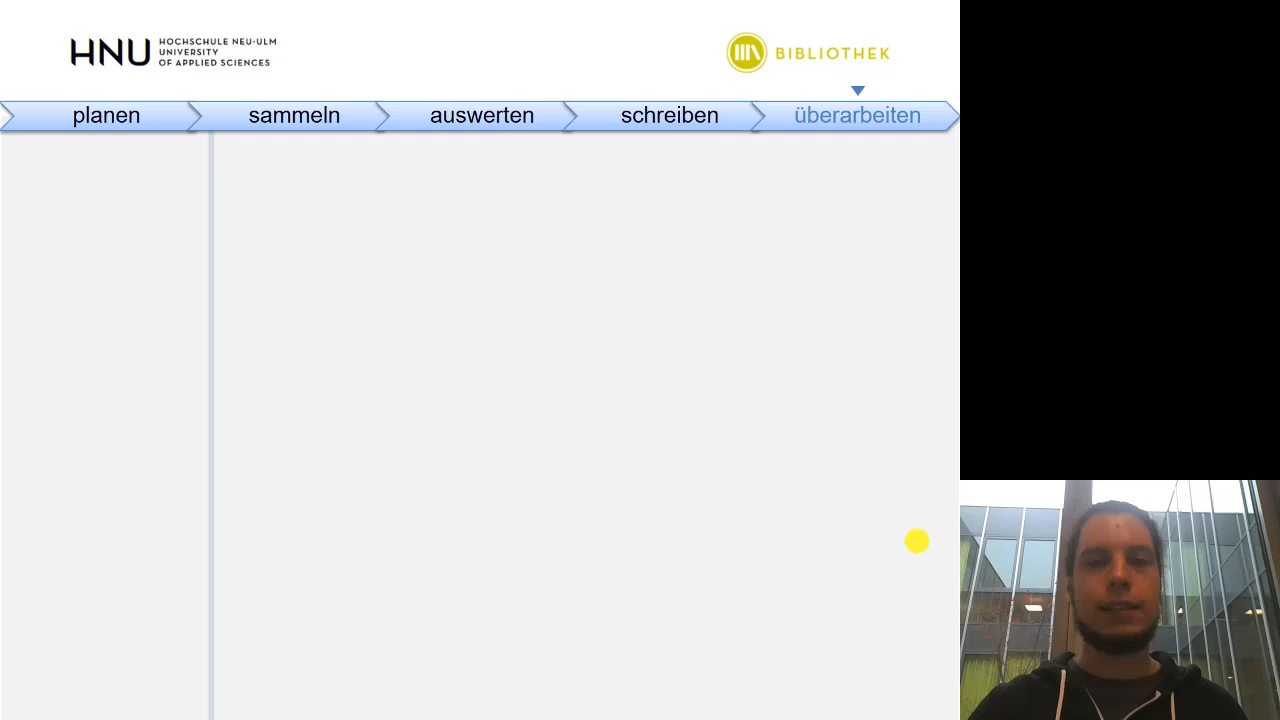 HNU
HOCHSCHULE NEU-ULM
UNIVERSITY
OF APPLIED SCIENCES
BIBLIOTHEK
planen
sammeln
auswerten
schreiben
überarbeiten